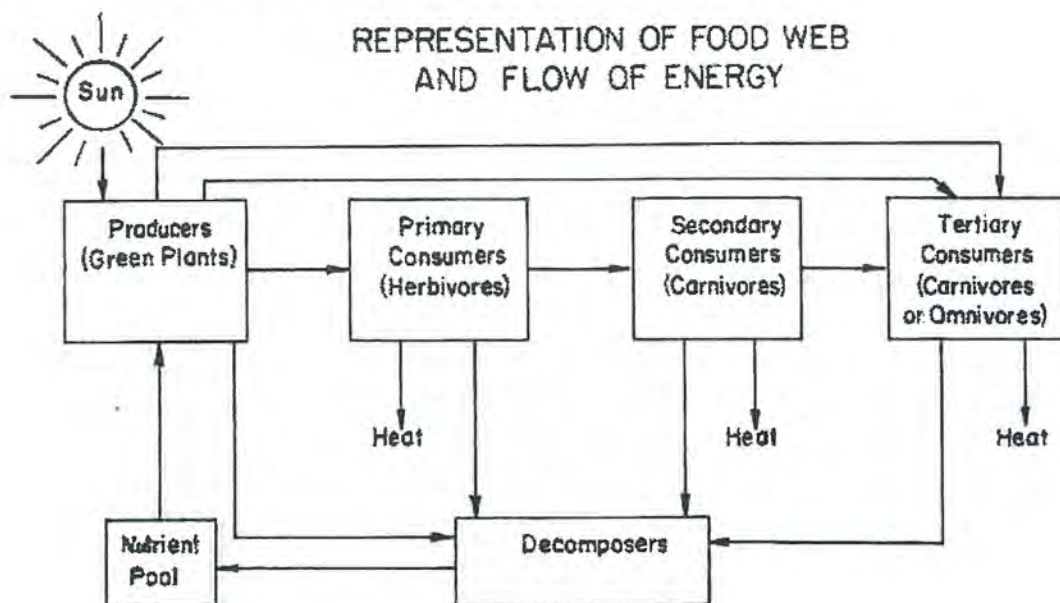 REPRESENTATION OF FOOD WEB
AND FLOW OF ENERGY
Sun
Producers
(Green Plants)
Primary
Consumers
(Herbivores)
Secondary
Consumers
(Carnivores)
Tertiary
Consumers
(Carnivores
or Omnivores)
Heat
Heat
Heat
Nutrient
Pool
Decomposers